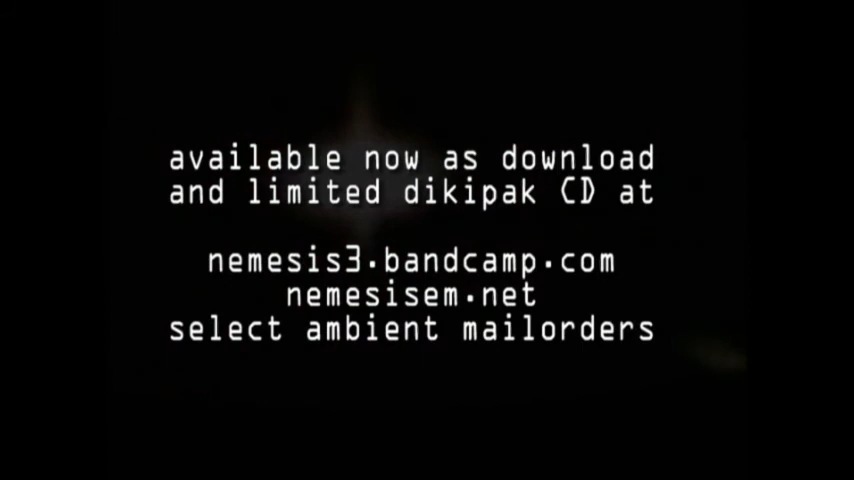 available now as download
and limited dikipak CD at
nemesis3.bandcamp.com
nemesisem.net
select ambient mailorders